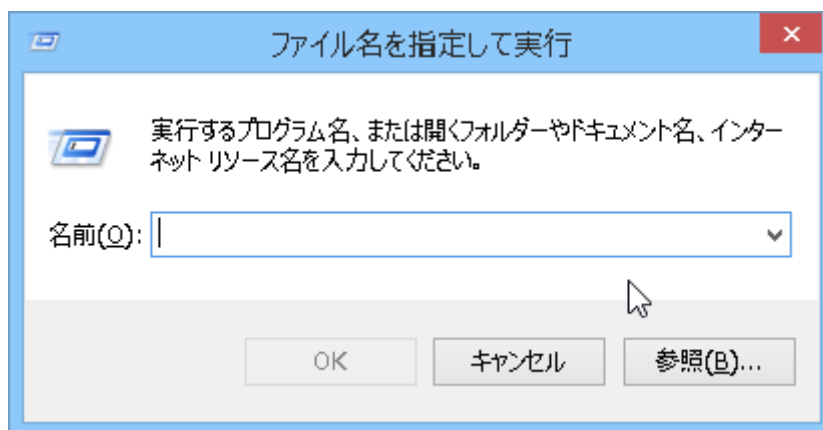 ファイル名を指定して実行
実行するプログラム名、または開くフォルダーやドキュメント名、インター
ネット リソース名を入力してください。
名前(O):
OK キャンセル 参照(B)...